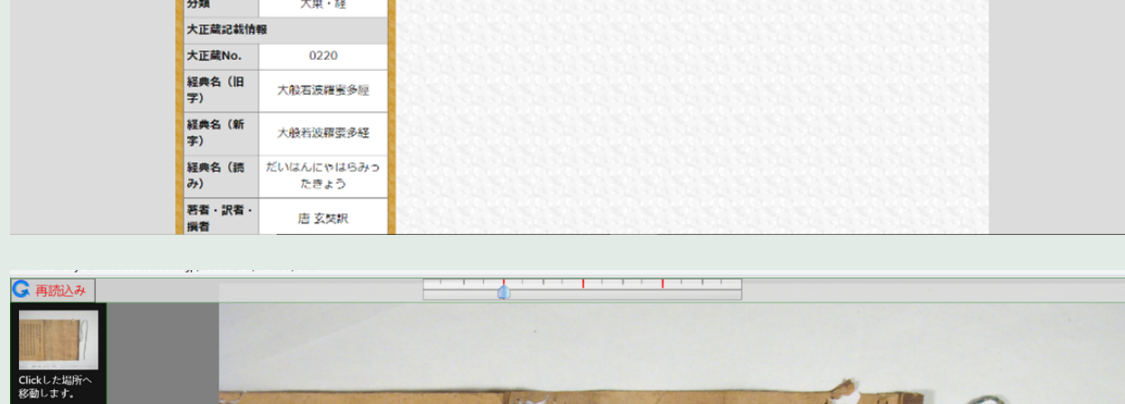 分類 大乗・経
大正蔵記載情報
大正蔵No. 0220
経典名（旧
字）
大般若波羅蜜多經
経典名（新
字）
大般若波羅蜜多経
経典名（読
み）
だいはんにゃはらみっ
たきょう
著者・訳者・
撰者
唐 玄奘訳
再読込み
Clickした場所へ
移動します。